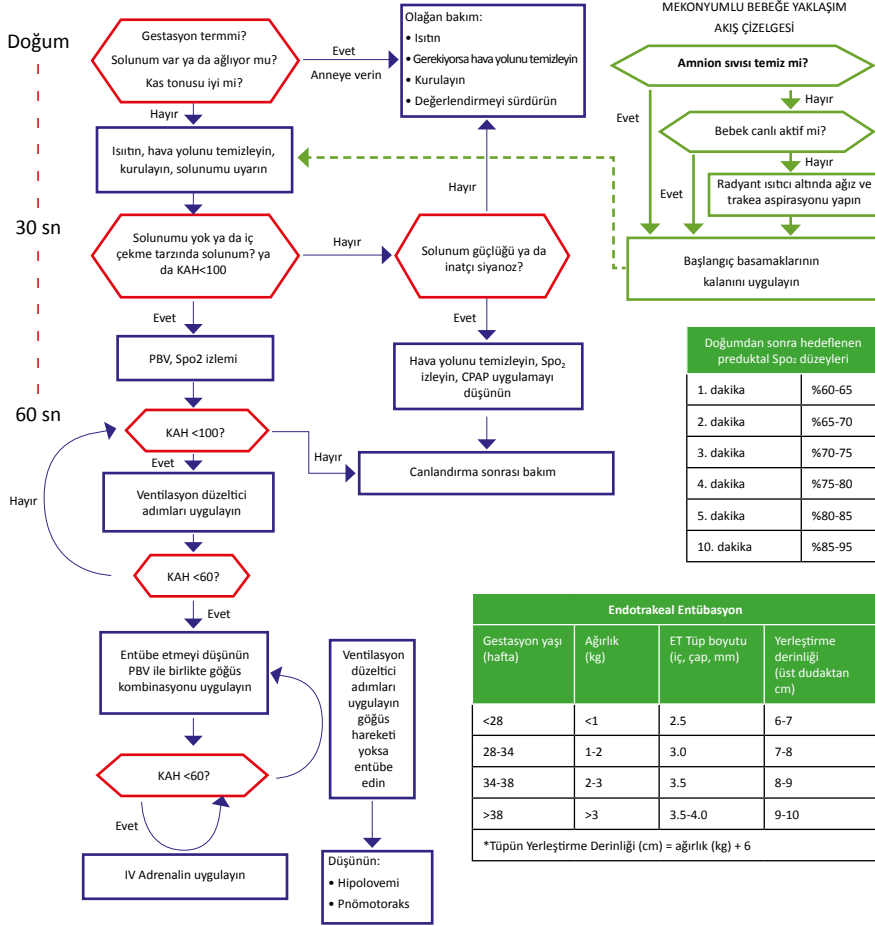 Doğum
30 sn
60 sn
Gestasyon termmi?
Solunum var ya da ağlıyor mu?
Kas tonusu iyi mi?
Evet
Anneye verin
Olağan bakım:
• Isıtın
• Gerekiyorsa hava yolunu temizleyin
• Kurulayın
• Değerlendirmeyi sürdürün
Hayır
Isıtın, hava yolunu temizleyin,
kurulayın, solunumu uyarın
Hayır
Solunumu yok ya da iç
çekme tarzında solunum? ya
da KAH<100
Hayır
Solunum güçlüğü ya da
inatçı siyanoz?
Evet
Evet
PBV, Spo2 izlemi
Hava yolunu temizleyin, Spo₂
izleyin, CPAP uygulamayı
düşünün
KAH <100?
Hayır
Canlandırma sonrası bakım
Evet
Hayır
Ventilasyon düzeltici
adımları uygulayın
KAH <60?
Evet
Entübe etmeyi düşünün
PBV ile birlikte göğüs
kombinasyonu uygulayın
Ventilasyon
düzeltici
adımları
uygulayın
göğüs
hareketi
yoksa
entübe
edin
KAH <60?
Evet
IV Adrenalin uygulayın
Düşünün:
• Hipolovemi
• Pnömotoraks
MEKONYUMLU BEBEĞE YAKLAŞIM
AKIŞ ÇİZELGESİ
Amnion sıvısı temiz mi?
Hayır
Evet
Bebek canlı aktif mi?
Hayır
Evet
Radyant ısıtıcı altında ağız ve
trakea aspirasyonu yapın
Başlangıç basamaklarının
kalanını uygulayın
Doğumdan sonra hedeflenen
preduktal Spo₂ düzeyleri
1. dakika %60-65
2. dakika %65-70
3. dakika %70-75
4. dakika %75-80
5. dakika %80-85
10. dakika %85-95
Endotrakeal Entübasyon
Gestasyon yaşı
(hafta)
Ağırlık
(kg)
ET Tüp boyutu
(iç, çap, mm)
Yerleştirme
derinliği
(üst dudaktan
cm)
<28 <1 2.5 6-7
28-34 1-2 3.0 7-8
34-38 2-3 3.5 8-9
>38 >3 3.5-4.0 9-10
*Tüpün Yerleştirme Derinliği (cm) = ağırlık (kg) + 6